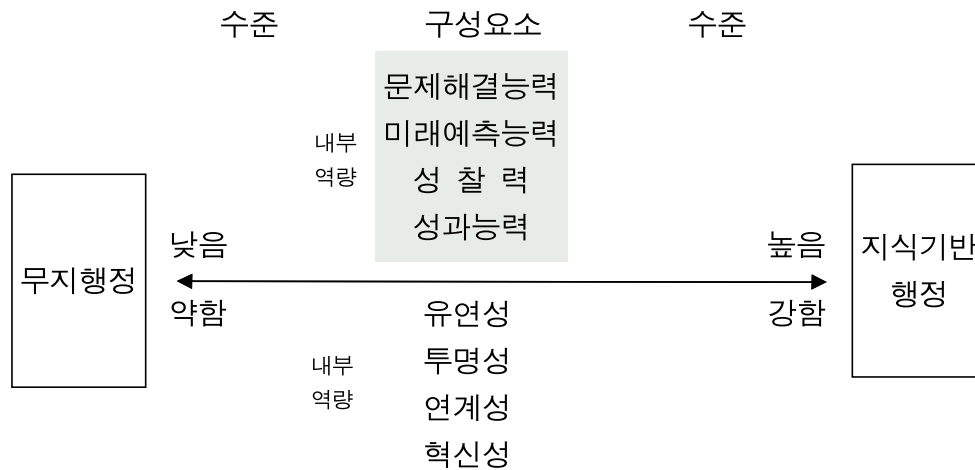 수준 구성요소 수준
문제해결능력
미래예측능력
성 찰 력
성과능력
내부
역량
낮음
높음
무지행정
지식기반
행정
약함
강함
유연성
투명성
연계성
혁신성
내부
역량